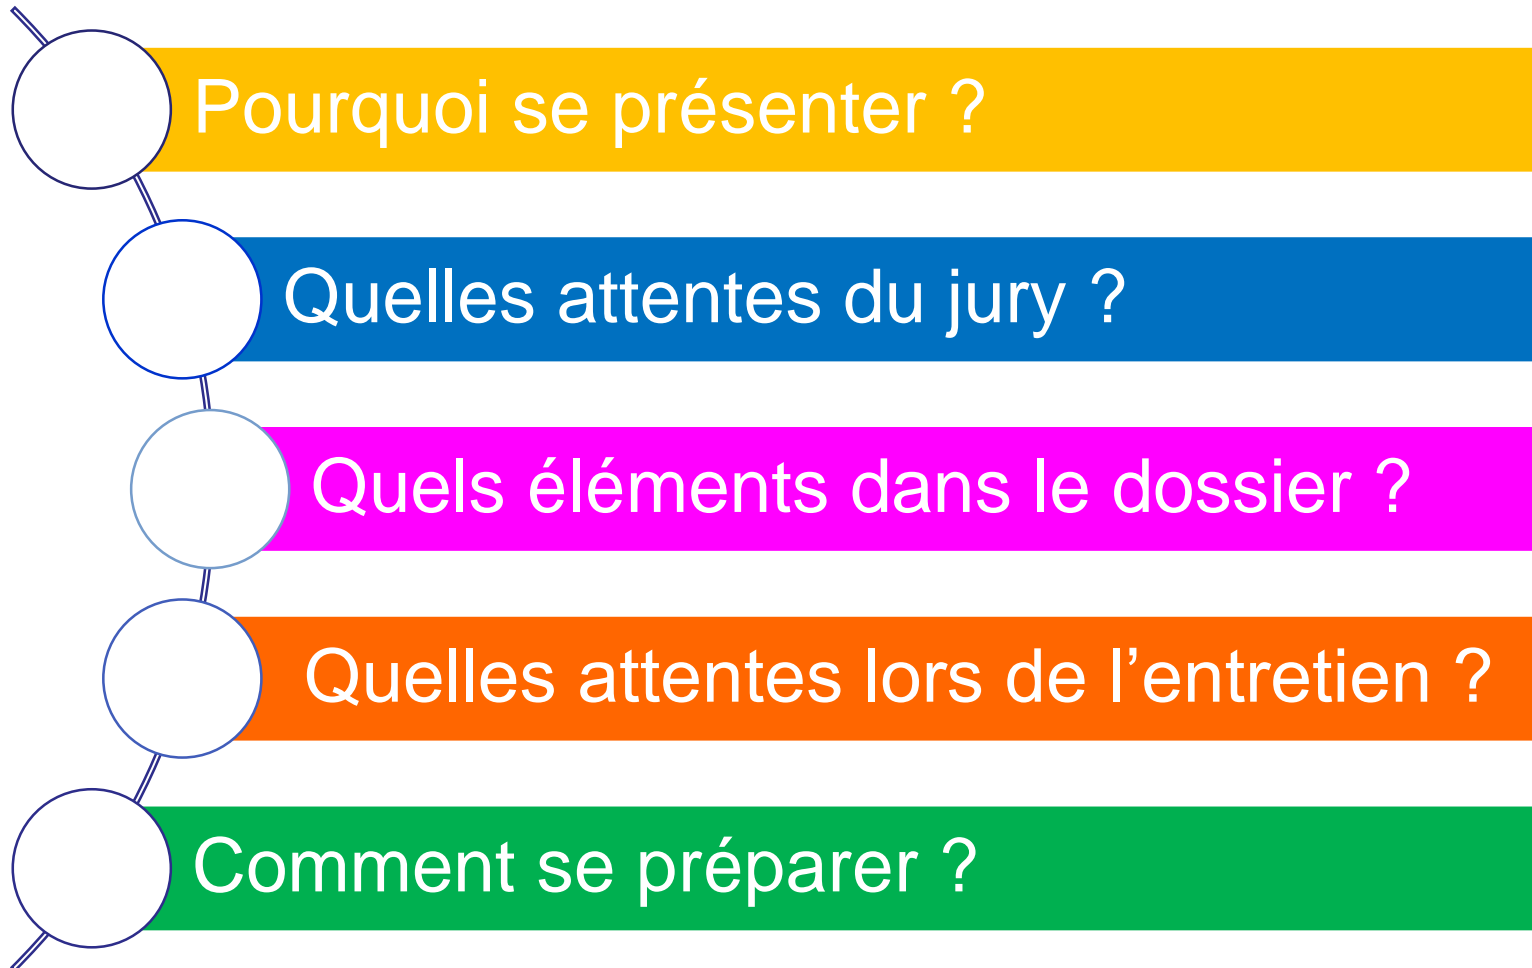 Pourquoi se présenter ?
Quelles attentes du jury ?
Quels éléments dans le dossier ?
Quelles attentes lors de l’entretien ?
Comment se préparer ?